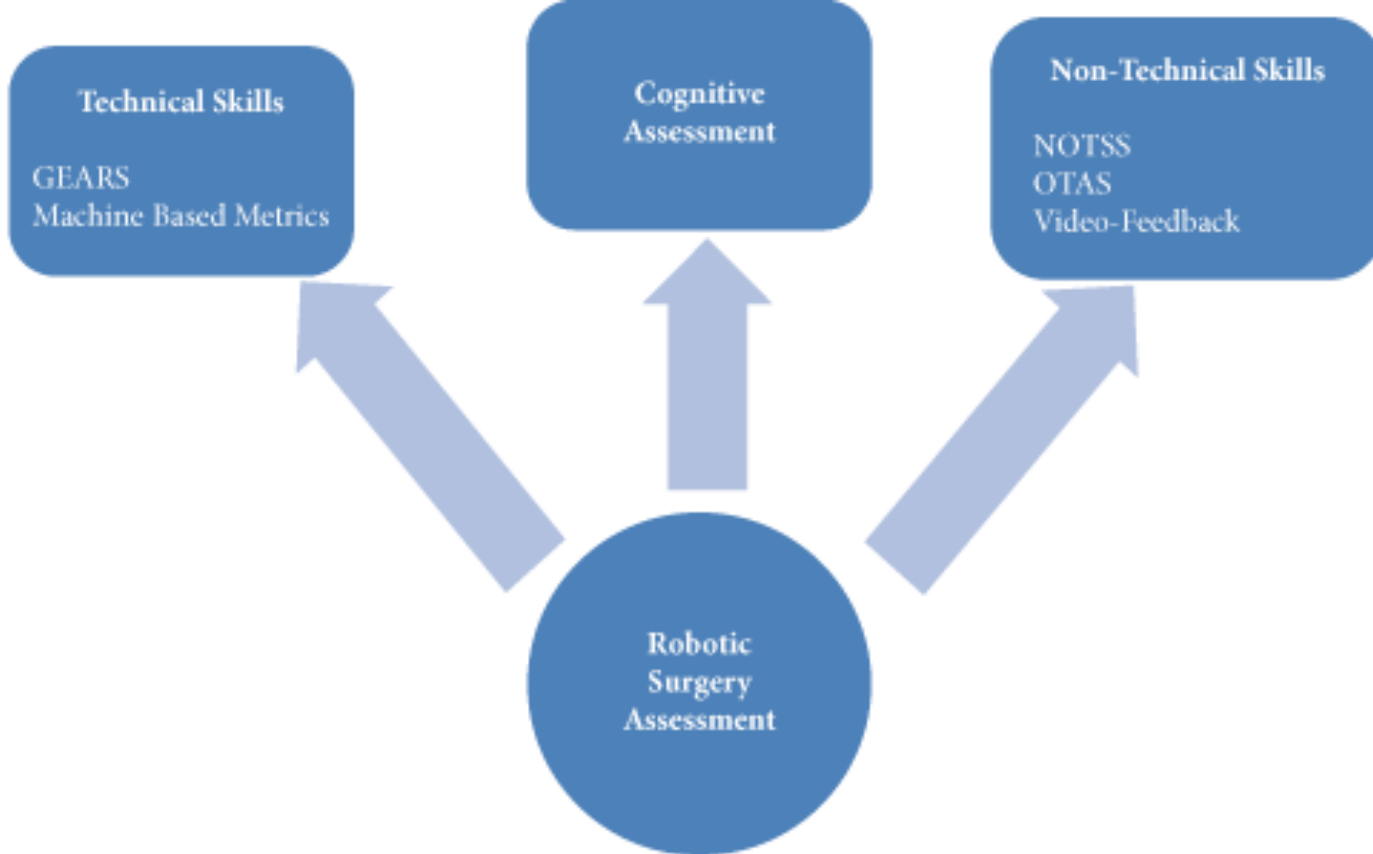 Technical Skills
GEARS
Machine Based Metrics
Cognitive
Assessment
Non-Technical Skills
NOTSS
OTAS
Video-Feedback
Robotic
Surgery
Assessment